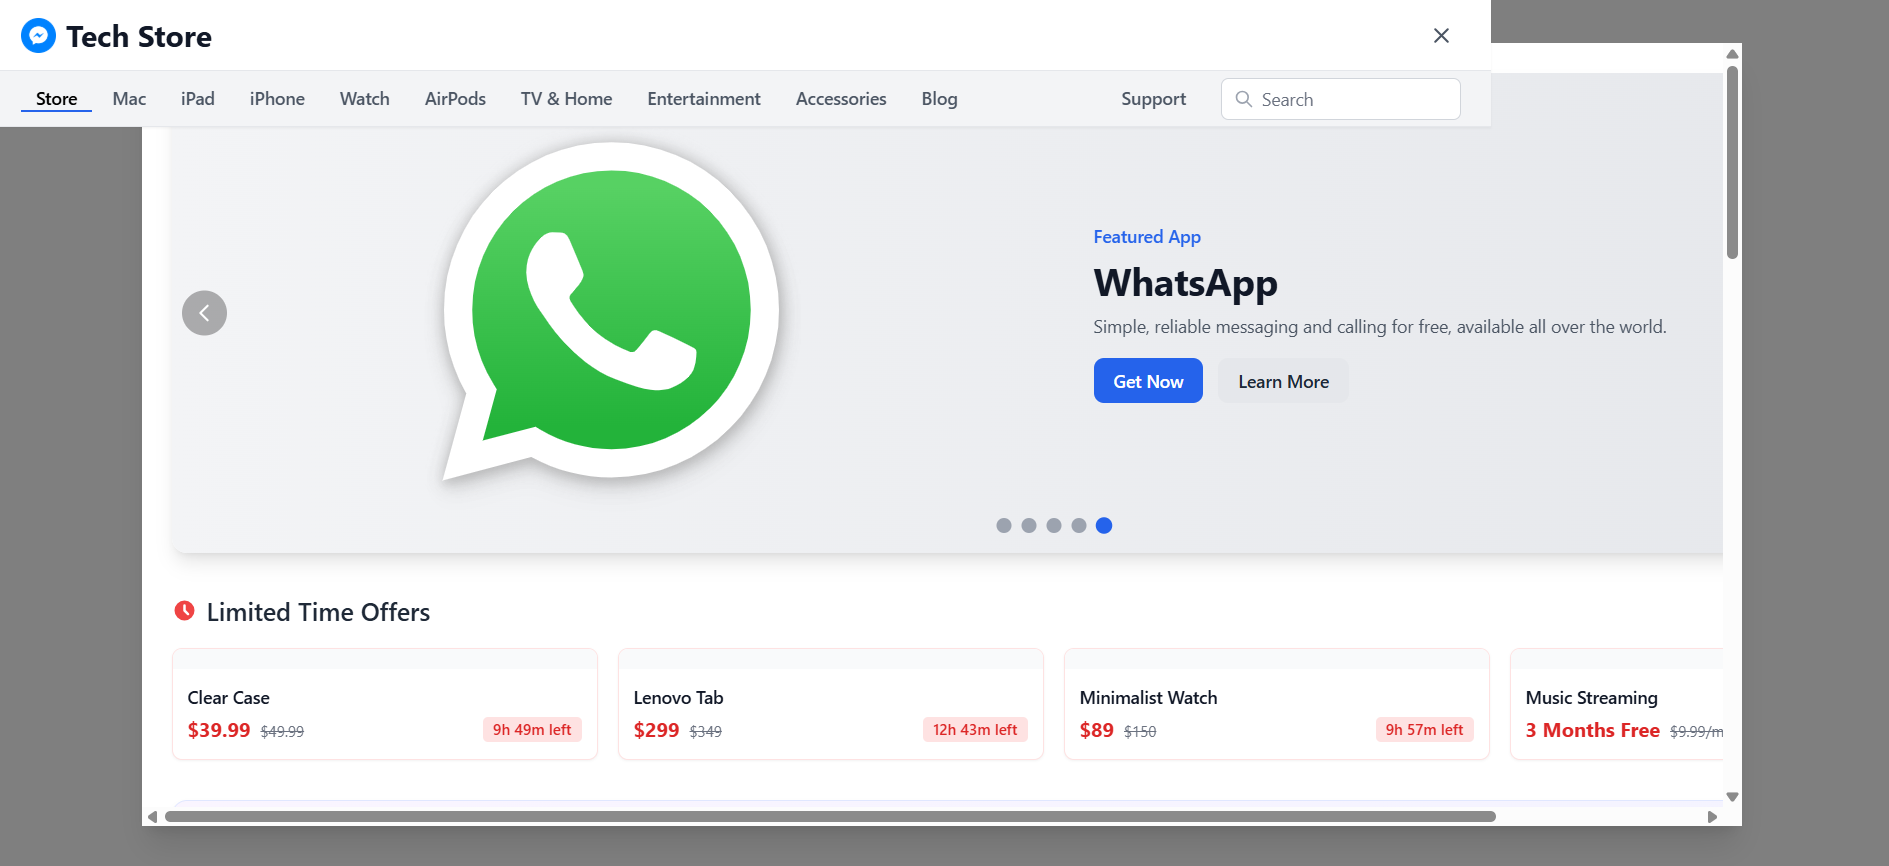 Tech Store
Store Mac iPad iPhone Watch AirPods TV & Home Entertainment Accessories Blog Support Search
Featured App
WhatsApp
Simple, reliable messaging and calling for free, available all over the world.
Get Now Learn More
Limited Time Offers
Clear Case
$39.99 $49.99 9h 49m left
Lenovo Tab
$299 $349 12h 43m left
Minimalist Watch
$89 $150 9h 57m left
Music Streaming
3 Months Free $9.99/m